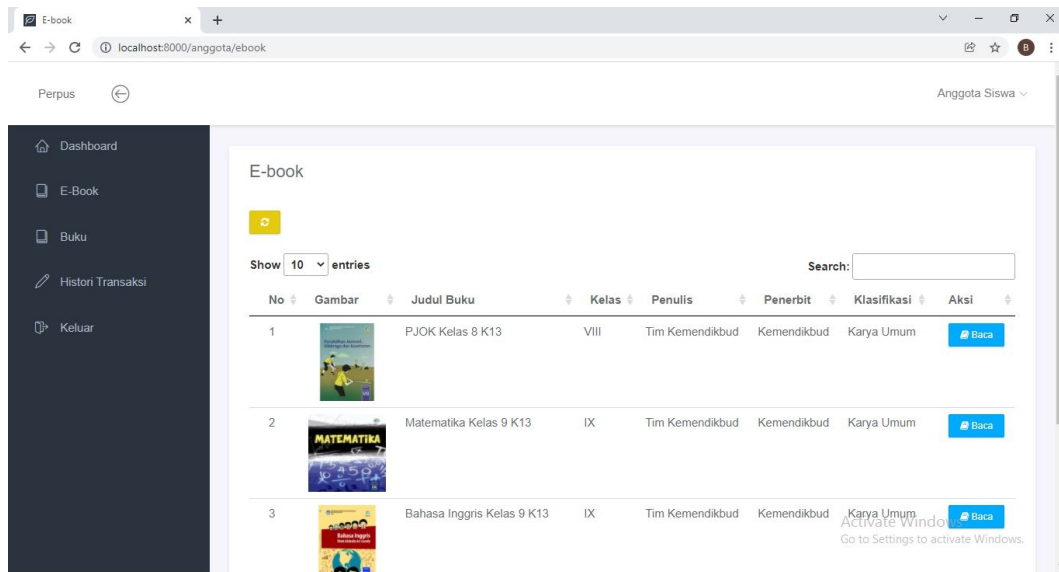 E-book
localhost:8000/anggota/ebook
B
Perpus
Anggota Siswa
Dashboard
E-Book
Buku
Histori Transaksi
Keluar
E-book
Show 10 entries
Search:
No Gambar Judul Buku Kelas Penulis Penerbit Klasifikasi Aksi
1 PJOK Kelas 8 K13 VIII Tim Kemendikbud Kemendikbud Karya Umum Baca
2 Matematika Kelas 9 K13 IX Tim Kemendikbud Kemendikbud Karya Umum Baca
MATEMATIKA
3 Bahasa Inggris Kelas 9 K13 IX Tim Kemendikbud Kemendikbud Karya Umum Baca
Bahasa Inggris
Activate Windows
Go to Settings to activate Windows.